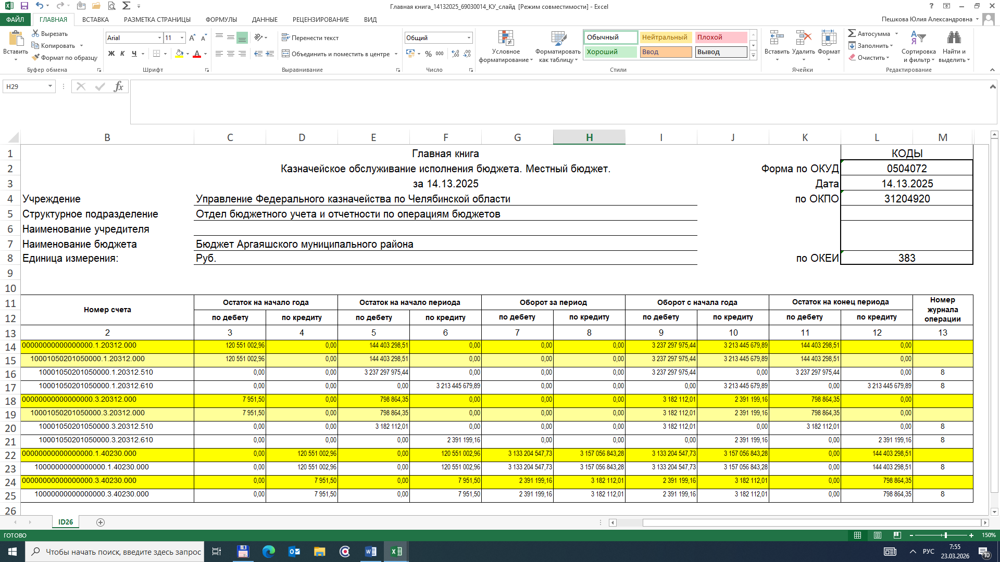 Главная книга_14132025_69030014_КУ_слайд [Режим совместимости] - Excel
ФАЙЛ ГЛАВНАЯ ВСТАВКА РАЗМЕТКА СТРАНИЦЫ ФОРМУЛЫ ДАННЫЕ РЕЦЕНЗИРОВАНИЕ ВИД Пешкова Юлия Александровна
Вставить Вырезать Копировать Формат по образцу
Буфер обмена
Arial 11
Ж К Ч
Шрифт
Перенести текст
Объединить и поместить в центре
Выравнивание
Общий
% 000
Число
Условное форматирование Форматировать как таблицу
Обычный Нейтральный Плохой
Хороший Ввод Вывод
Стили
Вставить Удалить Формат
Ячейки
Автосумма Заполнить Очистить
Сортировка и фильтр Найти и выделить
Редактирование
H29 fx
B C D E F G H I J K L M
1 Главная книга КОДЫ
2 Казначейское обслуживание исполнения бюджета. Местный бюджет. Форма по ОКУД 0504072
3 за 14.13.2025 Дата 14.13.2025
4 Учреждение Управление Федерального казначейства по Челябинской области по ОКПО 31204920
5 Структурное подразделение Отдел бюджетного учета и отчетности по операциям бюджетов
6 Наименование учредителя
7 Наименование бюджета Бюджет Аргаяшского муниципального района
8 Единица измерения: Руб. по ОКЕИ 383
9
10
11 Номер счета Остаток на начало года Остаток на начало периода Оборот за период Оборот с начала года Остаток на конец периода Номер журнала операции
12 по дебету по кредиту по дебету по кредиту по дебету по кредиту по дебету по кредиту по дебету по кредиту
13 2 3 4 5 6 7 8 9 10 11 12 13
14 00000000000000000.1.20312.000 120 551 002,96 0,00 144 403 298,51 0,00 0,00 0,00 3 237 297 975,44 3 213 445 679,89 144 403 298,51 0,00
15 10001050201050000.1.20312.000 120 551 002,96 0,00 144 403 298,51 0,00 0,00 0,00 3 237 297 975,44 3 213 445 679,89 144 403 298,51 0,00
16 10001050201050000.1.20312.510 0,00 0,00 3 237 297 975,44 0,00 0,00 0,00 3 237 297 975,44 0,00 3 237 297 975,44 0,00 8
17 10001050201050000.1.20312.610 0,00 0,00 0,00 3 213 445 679,89 0,00 0,00 0,00 3 213 445 679,89 0,00 3 213 445 679,89 8
18 00000000000000000.3.20312.000 7 951,50 0,00 798 864,35 0,00 0,00 0,00 3 182 112,01 2 391 199,16 798 864,35 0,00
19 10001050201050000.3.20312.000 7 951,50 0,00 798 864,35 0,00 0,00 0,00 3 182 112,01 2 391 199,16 798 864,35 0,00
20 10001050201050000.3.20312.510 0,00 0,00 3 182 112,01 0,00 0,00 0,00 3 182 112,01 0,00 3 182 112,01 0,00 8
21 10001050201050000.3.20312.610 0,00 0,00 0,00 2 391 199,16 0,00 0,00 0,00 2 391 199,16 0,00 2 391 199,16 8
22 00000000000000000.1.40230.000 0,00 120 551 002,96 0,00 120 551 002,96 3 133 204 547,73 3 157 056 843,28 3 133 204 547,73 3 157 056 843,28 0,00 144 403 298,51
23 10000000000000000.1.40230.000 0,00 120 551 002,96 0,00 120 551 002,96 3 133 204 547,73 3 157 056 843,28 3 133 204 547,73 3 157 056 843,28 0,00 144 403 298,51 8
24 00000000000000000.3.40230.000 0,00 7 951,50 0,00 7 951,50 2 391 199,16 3 182 112,01 2 391 199,16 3 182 112,01 0,00 798 864,35
25 10000000000000000.3.40230.000 0,00 7 951,50 0,00 7 951,50 2 391 199,16 3 182 112,01 2 391 199,16 3 182 112,01 0,00 798 864,35 8
26
ID26
ГОТОВО 150%
Чтобы начать поиск, введите здесь запрос
РУС 7:55
23.03.2026
10